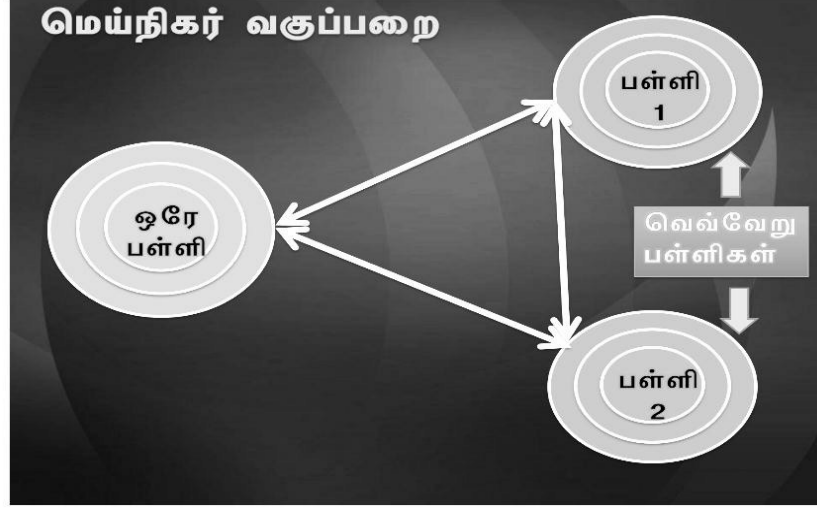 மெய்நிகர் வகுப்பறை
பள்ளி
1
ஒரே
பள்ளி
வெவ்வேறு
பள்ளிகள்
பள்ளி
2